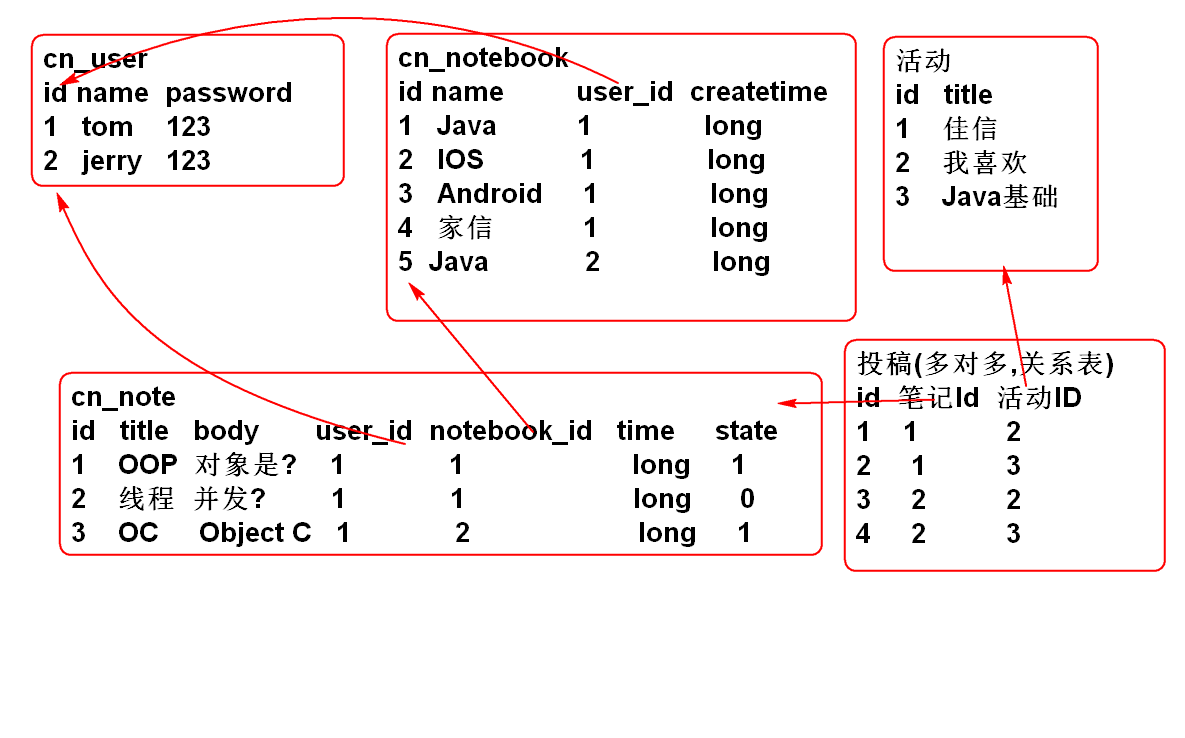 cn_user
id name password
1 tom 123
2 jerry 123
cn_notebook
id name user_id createtime
1 Java 1 long
2 IOS 1 long
3 Android 1 long
4 家信 1 long
5 Java 2 long
活动
id title
1 佳信
2 我喜欢
3 Java基础
cn_note
id title body user_id notebook_id time state
1 OOP 对象是? 1 1 long 1
2 线程 并发? 1 1 long 0
3 OC Object C 1 2 long 1
投稿(多对多,关系表)
id 笔记Id 活动ID
1 1 2
2 1 3
3 2 2
4 2 3